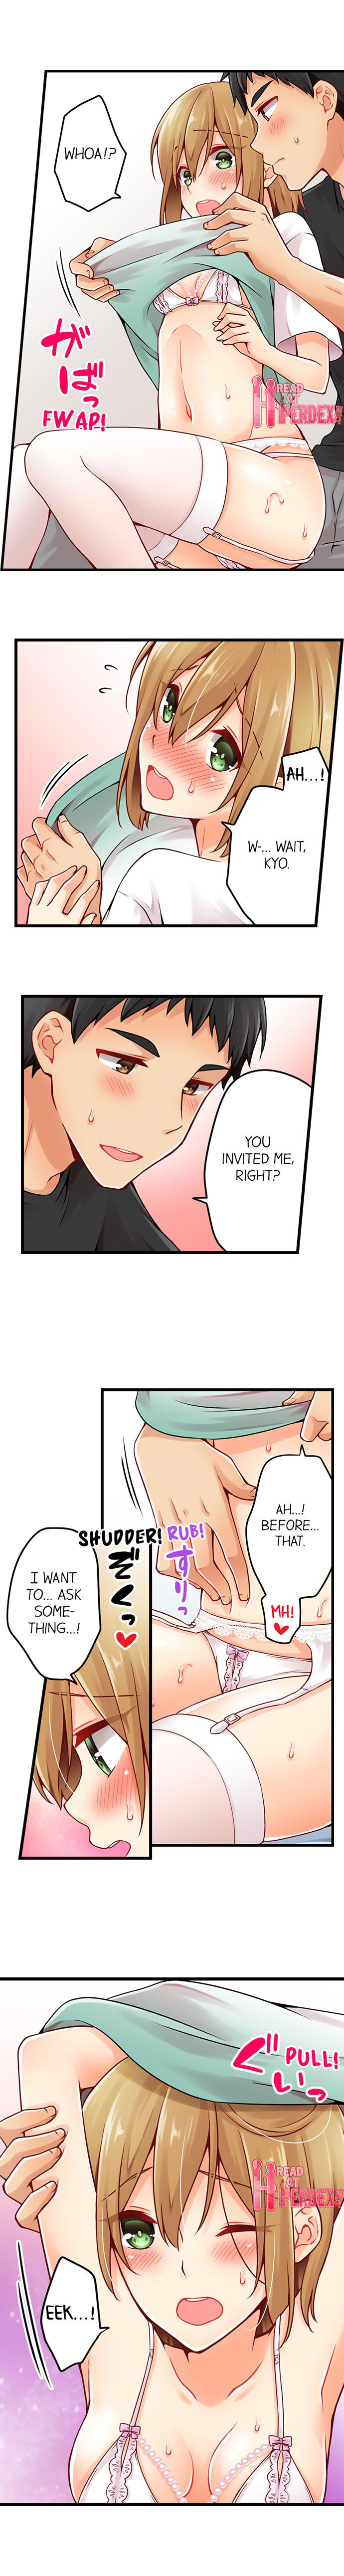 WHOA!?
がばっ
FWAP!
READ
AT
HIPERDEX
AH...!
W-... WAIT,
KYO.
YOU
INVITED ME,
RIGHT?
AH...!
BEFORE...
THAT.
SHUDDER!
RUB!
ぞくっ
すりっ
MH!
I WANT
TO... ASK
SOME-
THING...!
ぐいっ
PULL!
READ
AT
HIPERDEX
EEK...!